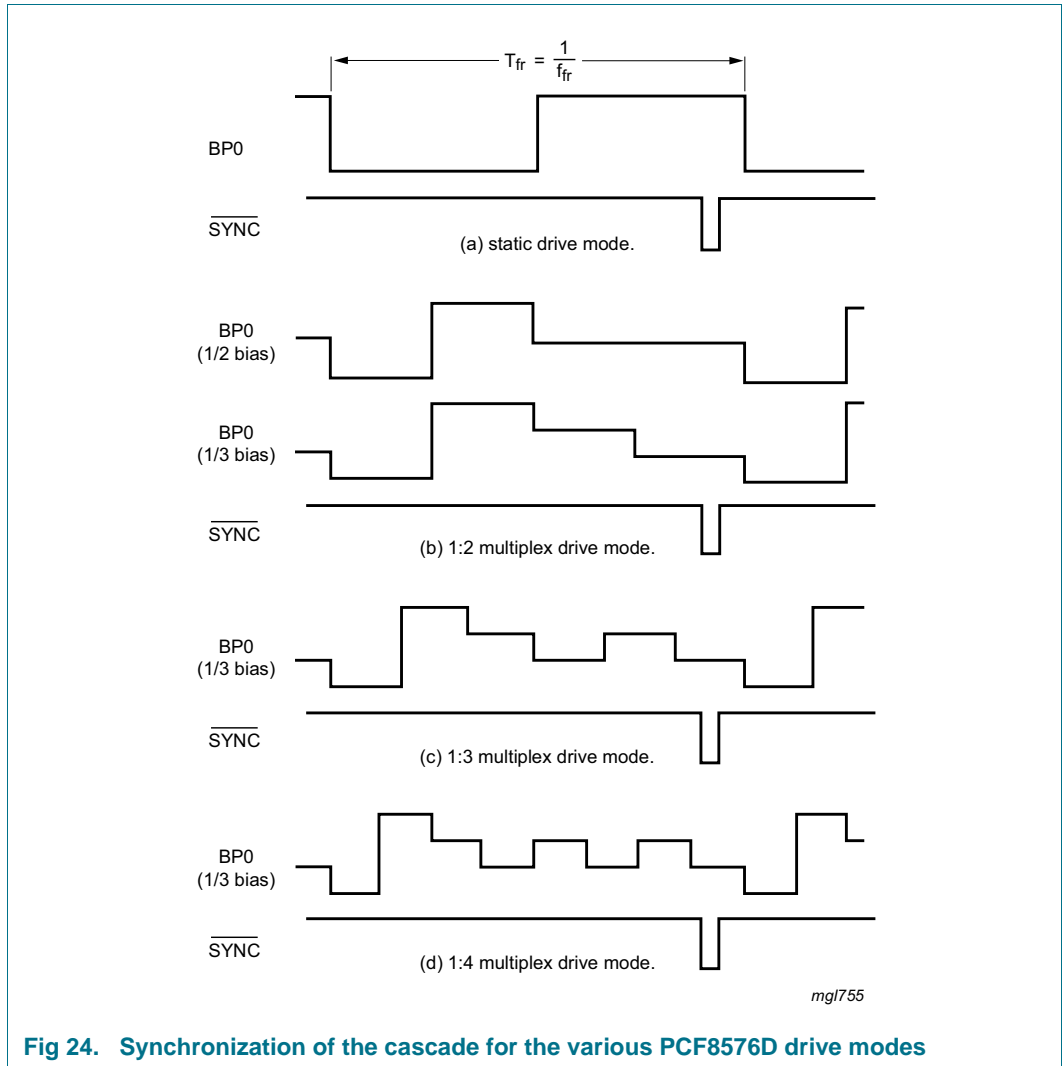 Tfr = 1/ffr
BP0
SYNC
(a) static drive mode.
BP0
(1/2 bias)
BP0
(1/3 bias)
SYNC
(b) 1:2 multiplex drive mode.
BP0
(1/3 bias)
SYNC
(c) 1:3 multiplex drive mode.
BP0
(1/3 bias)
SYNC
(d) 1:4 multiplex drive mode.
mgl755
Fig 24. Synchronization of the cascade for the various PCF8576D drive modes